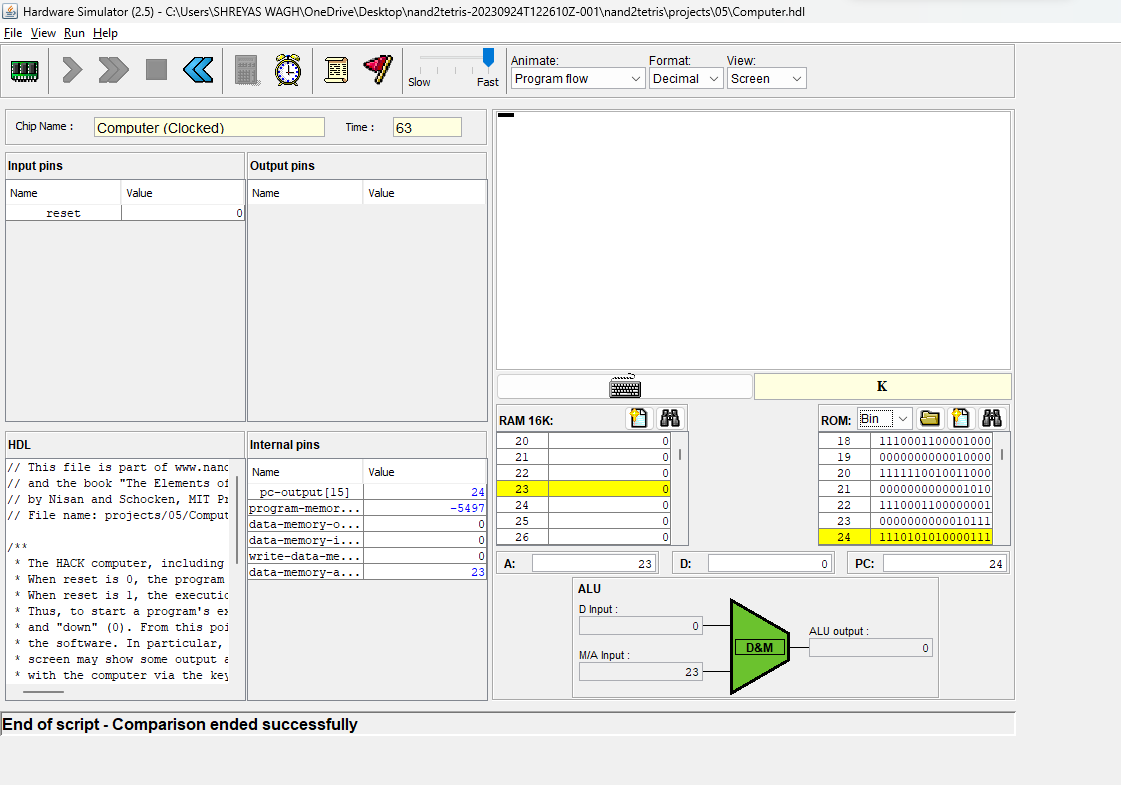 Hardware Simulator (2.5) - C:\Users\SHREYAS WAGH\OneDrive\Desktop\nand2tetris-20230924T122610Z-001\nand2tetris\projects\05\Computer.hdl
File View Run Help
Slow Fast
Animate: Format: View:
Program flow Decimal Screen
Chip Name : Computer (Clocked) Time : 63
Input pins
Name Value
reset 0
Output pins
Name Value
HDL
// This file is part of www.nand
// and the book "The Elements of
// by Nisan and Schocken, MIT Pr
// File name: projects/05/Comput
/**
* The HACK computer, including
* When reset is 0, the program
* When reset is 1, the executio
* Thus, to start a program's ex
* and "down" (0). From this poi
* the software. In particular,
* screen may show some output a
* with the computer via the key
Internal pins
Name Value
pc-output[15] 24
program-memor... -5497
data-memory-o... 0
data-memory-i... 0
write-data-me... 0
data-memory-a... 23
K
RAM 16K:
20 0
21 0
22 0
23 0
24 0
25 0
26 0
ROM: Bin
18 1110001100001000
19 0000000000010000
20 1111110010011000
21 0000000000001010
22 1110001100000001
23 0000000000010111
24 1110101010000111
A: 23 D: 0 PC: 24
ALU
D Input :
0
M/A Input :
23
D&M
ALU output :
0
End of script - Comparison ended successfully